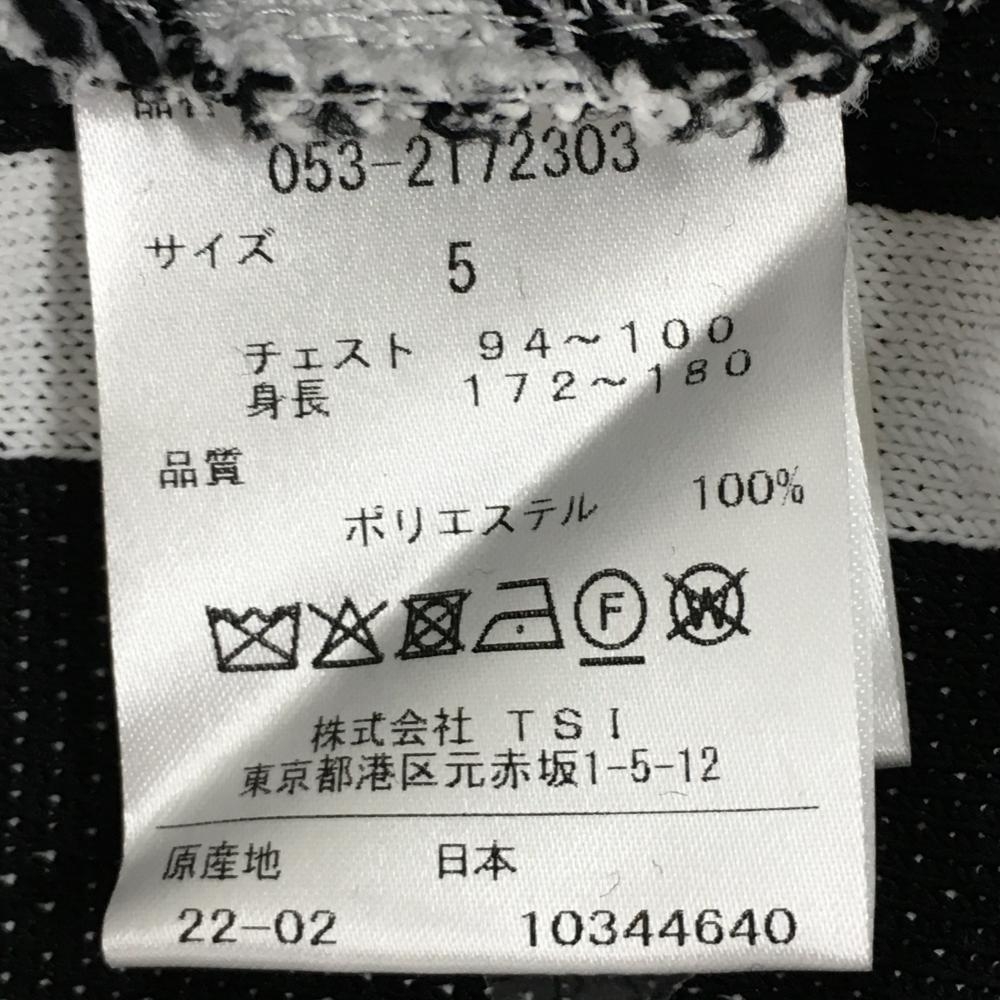 053-2172303
サイズ 5
チェスト 94～100
身長 172～180
品質
ポリエステル 100%
F W
株式会社 TSI
東京都港区元赤坂1-5-12
原産地 日本
22-02 10344640